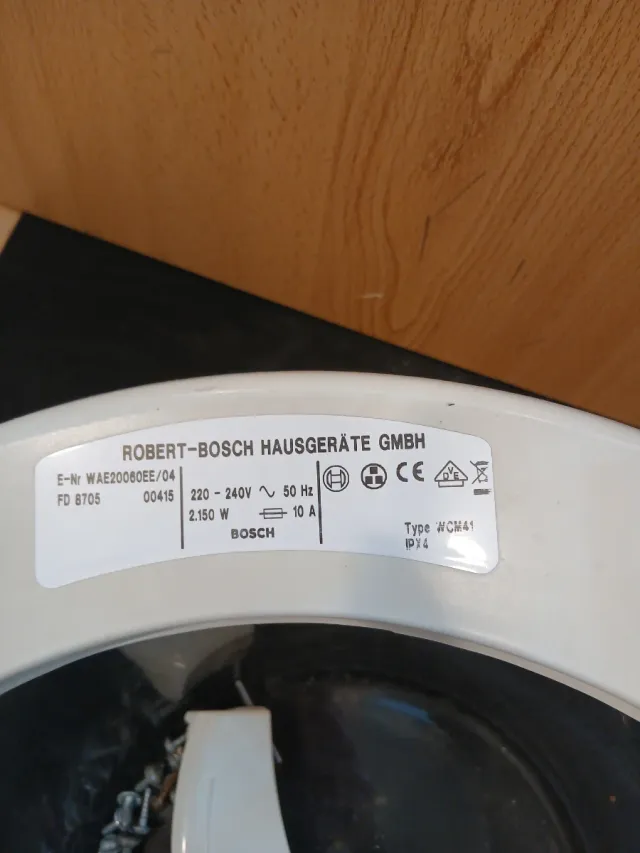 ROBERT-BOSCH HAUSGERÄTE GMBH
E-Nr WAE20060EE/04
FD 8705 00415
220 - 240V ~ 50 Hz
2.150 W 10 A
BOSCH
CE
D V E
Type WCM41
IPX4